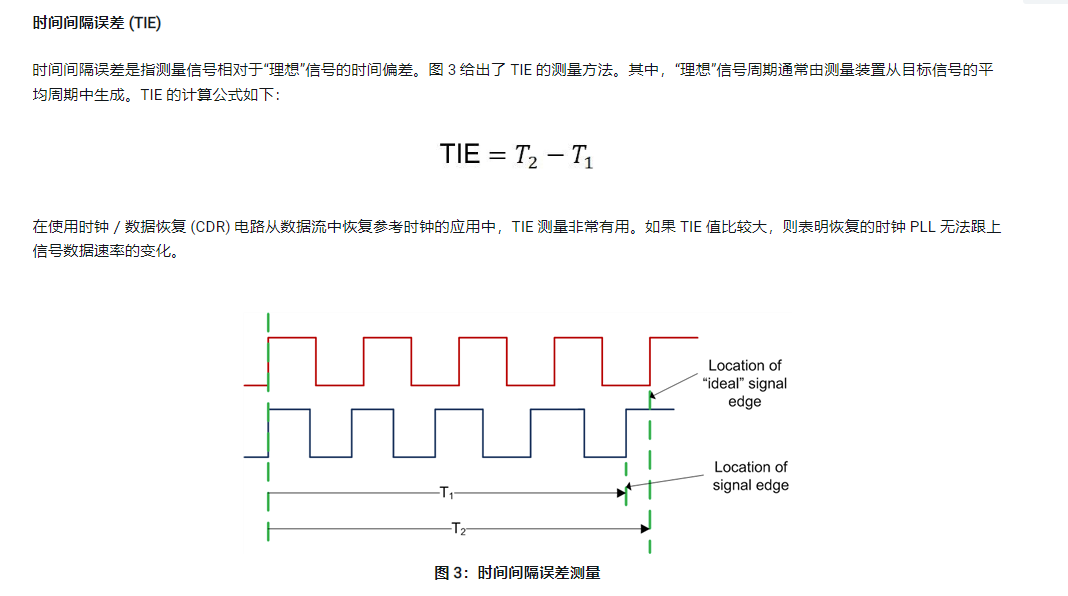 时间间隔误差 (TIE)
时间间隔误差是指测量信号相对于“理想”信号的时间偏差。图 3 给出了 TIE 的测量方法。其中，“理想”信号周期通常由测量装置从目标信号的平
均周期中生成。TIE 的计算公式如下：
TIE = T₂ − T₁
在使用时钟 / 数据恢复 (CDR) 电路从数据流中恢复参考时钟的应用中，TIE 测量非常有用。如果 TIE 值比较大，则表明恢复的时钟 PLL 无法跟上
信号数据速率的变化。
Location of
“ideal” signal
edge
Location of
signal edge
T₁
T₂
图 3：时间间隔误差测量